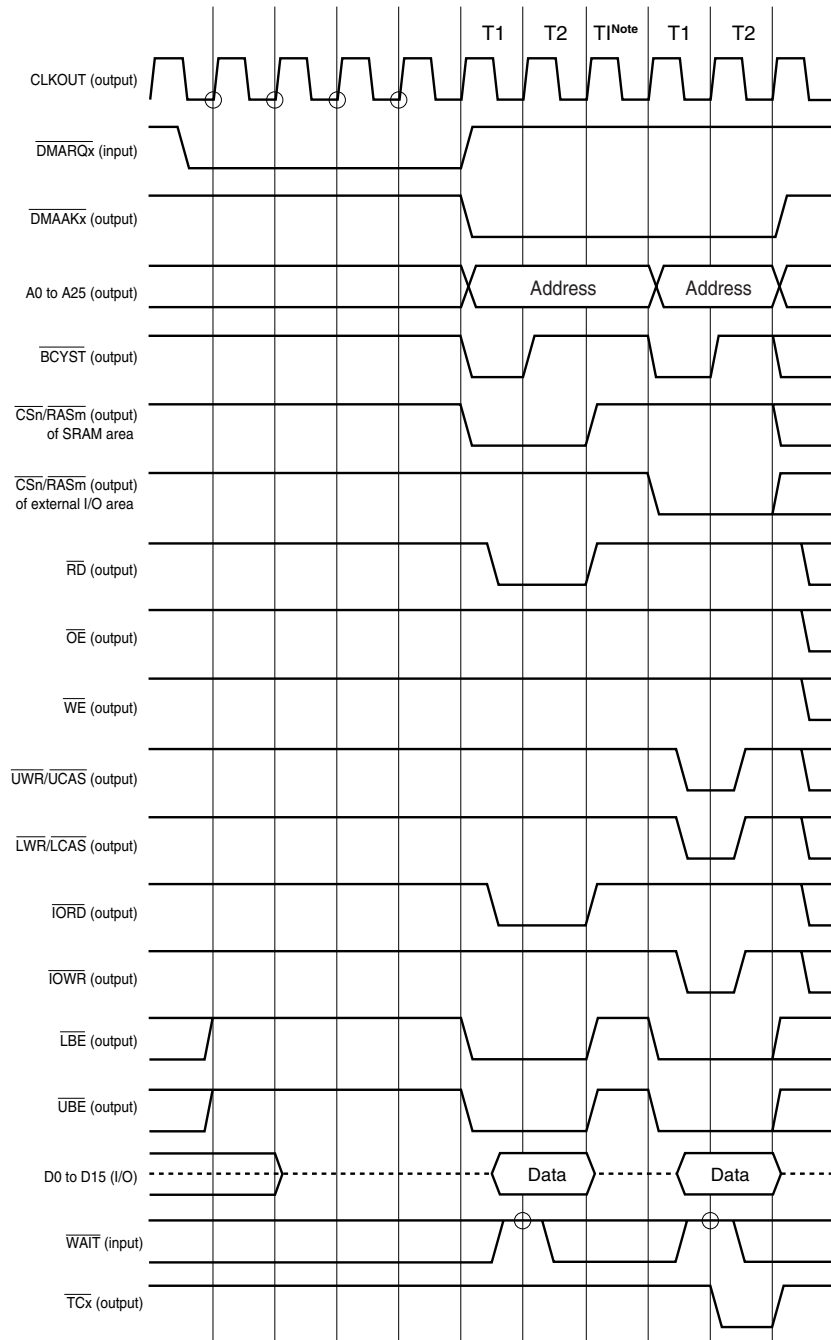 T1 T2 TI^Note T1 T2
CLKOUT (output)
DMARQx (input)
DMAAKx (output)
A0 to A25 (output) Address Address
BCYST (output)
CSn/RASm (output)
of SRAM area
CSn/RASm (output)
of external I/O area
RD (output)
OE (output)
WE (output)
UWR/UCAS (output)
LWR/LCAS (output)
IORD (output)
IOWR (output)
LBE (output)
UBE (output)
D0 to D15 (I/O) Data Data
WAIT (input)
TCx (output)